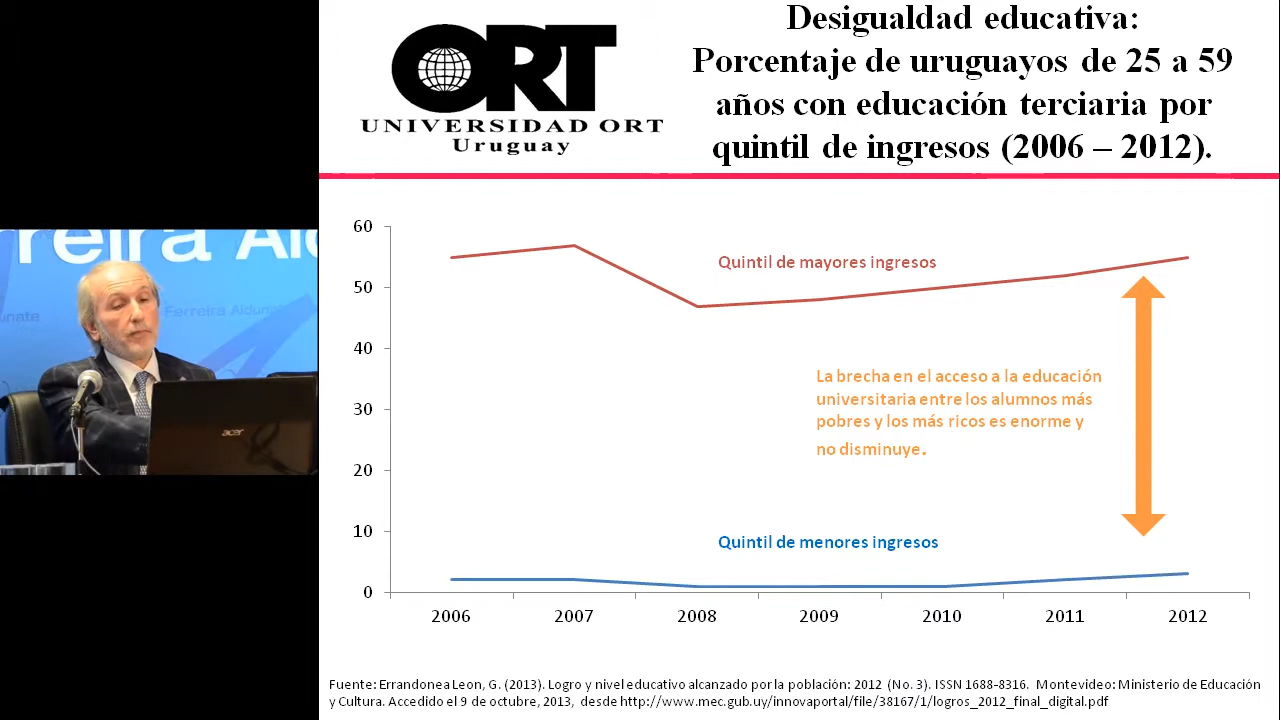 Desigualdad educativa:
Porcentaje de uruguayos de 25 a 59
años con educación terciaria por
quintil de ingresos (2006 – 2012).
ORT
UNIVERSIDAD ORT
Uruguay
rreira Ald
Ferreira Aldunate
unate
acer
60
50
40
30
20
10
0
Quintil de mayores ingresos
La brecha en el acceso a la educación
universitaria entre los alumnos más
pobres y los más ricos es enorme y
no disminuye.
Quintil de menores ingresos
2006 2007 2008 2009 2010 2011 2012
Fuente: Errandonea Leon, G. (2013). Logro y nivel educativo alcanzado por la población: 2012 (No. 3). ISSN 1688-8316. Montevideo: Ministerio de Educación
y Cultura. Accedido el 9 de octubre, 2013, desde http://www.mec.gub.uy/innovaportal/file/38167/1/logros_2012_final_digital.pdf